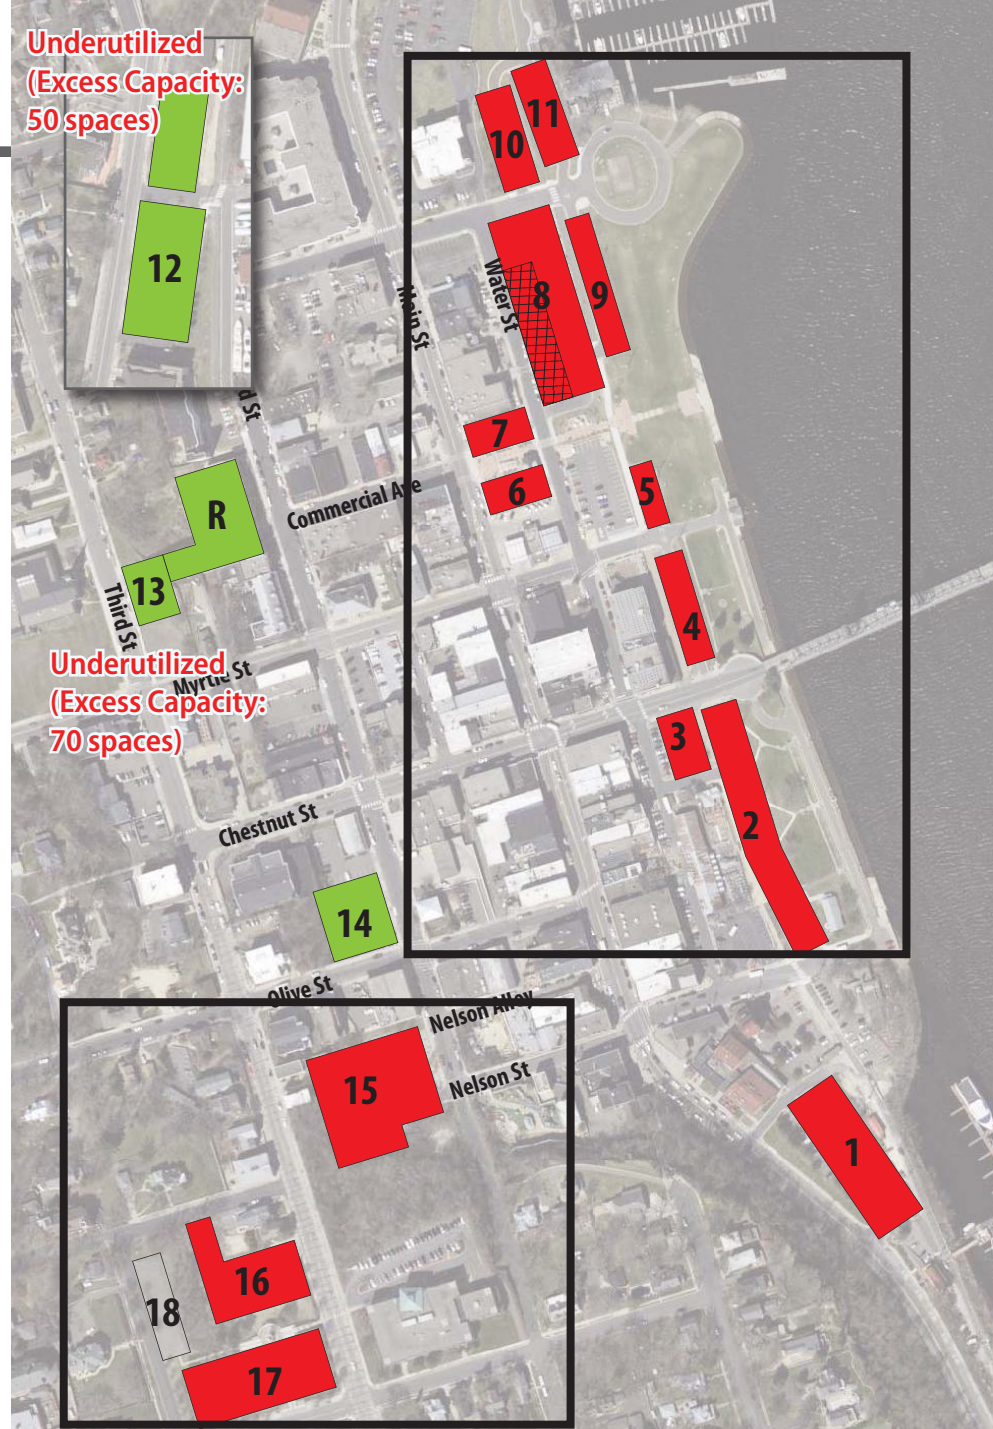 Underutilized
(Excess Capacity:
50 spaces)
11
10
12
Water St
8
9
Main St
d St
7
Commercial Ave
6
5
R
13
Third St
4
Underutilized
(Excess Capacity:
70 spaces)
Myrtle St
3
Chestnut St
2
14
Olive St
Nelson Alley
15
Nelson St
1
16
18
17